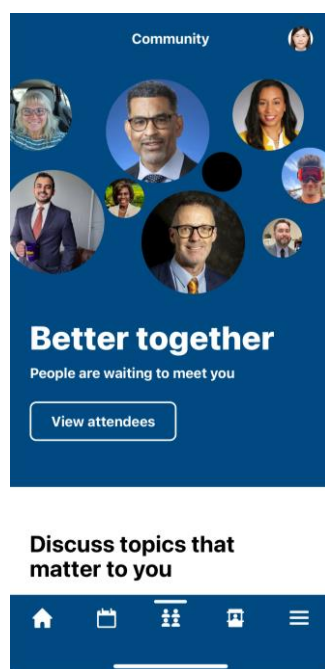 Community
Better together
People are waiting to meet you
View attendees
Discuss topics that
matter to you